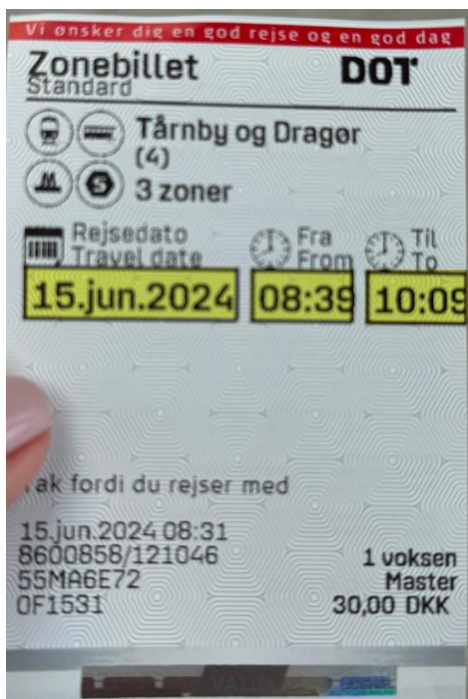 Vi ønsker dig en god rejse og en god dag
Zonebillet DOT
Standard
Tårnby og Dragør
(4)
S 3 zoner
Rejsedato Fra Til
Travel date From To
15.jun.2024 08:39 10:09
ak fordi du rejser med
15.jun.2024 08:31
8600858/121046 1 voksen
55MA6E72 Master
0F1531 30,00 DKK